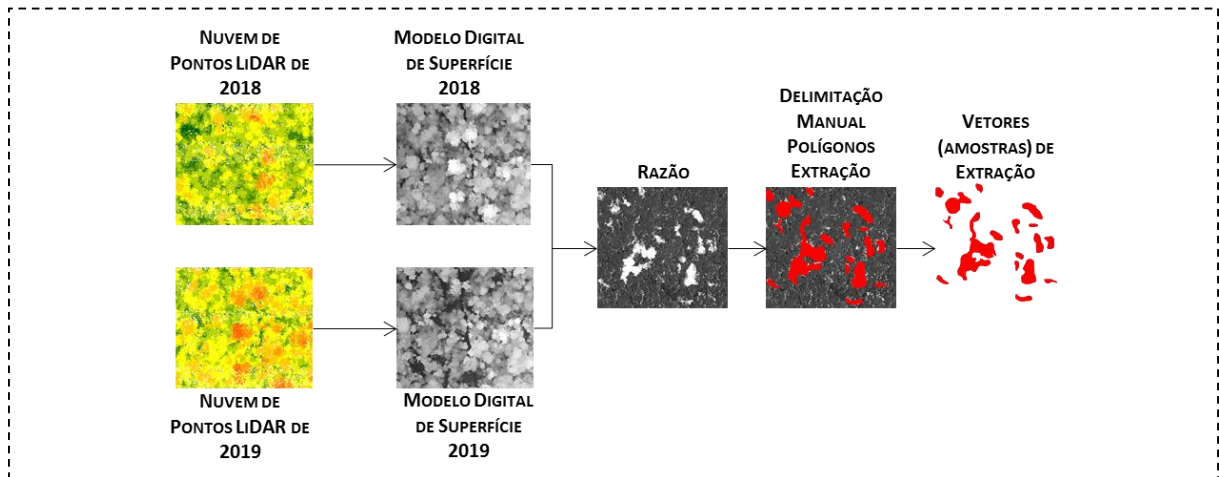 NUVEM DE
PONTOS LIDAR DE
2018
MODELO DIGITAL
DE SUPERFÍCIE
2018
RAZÃO
DELIMITAÇÃO
MANUAL
POLÍGONOS
EXTRAÇÃO
VETORES
(AMOSTRAS) DE
EXTRAÇÃO
NUVEM DE
PONTOS LIDAR DE
2019
MODELO DIGITAL
DE SUPERFÍCIE
2019